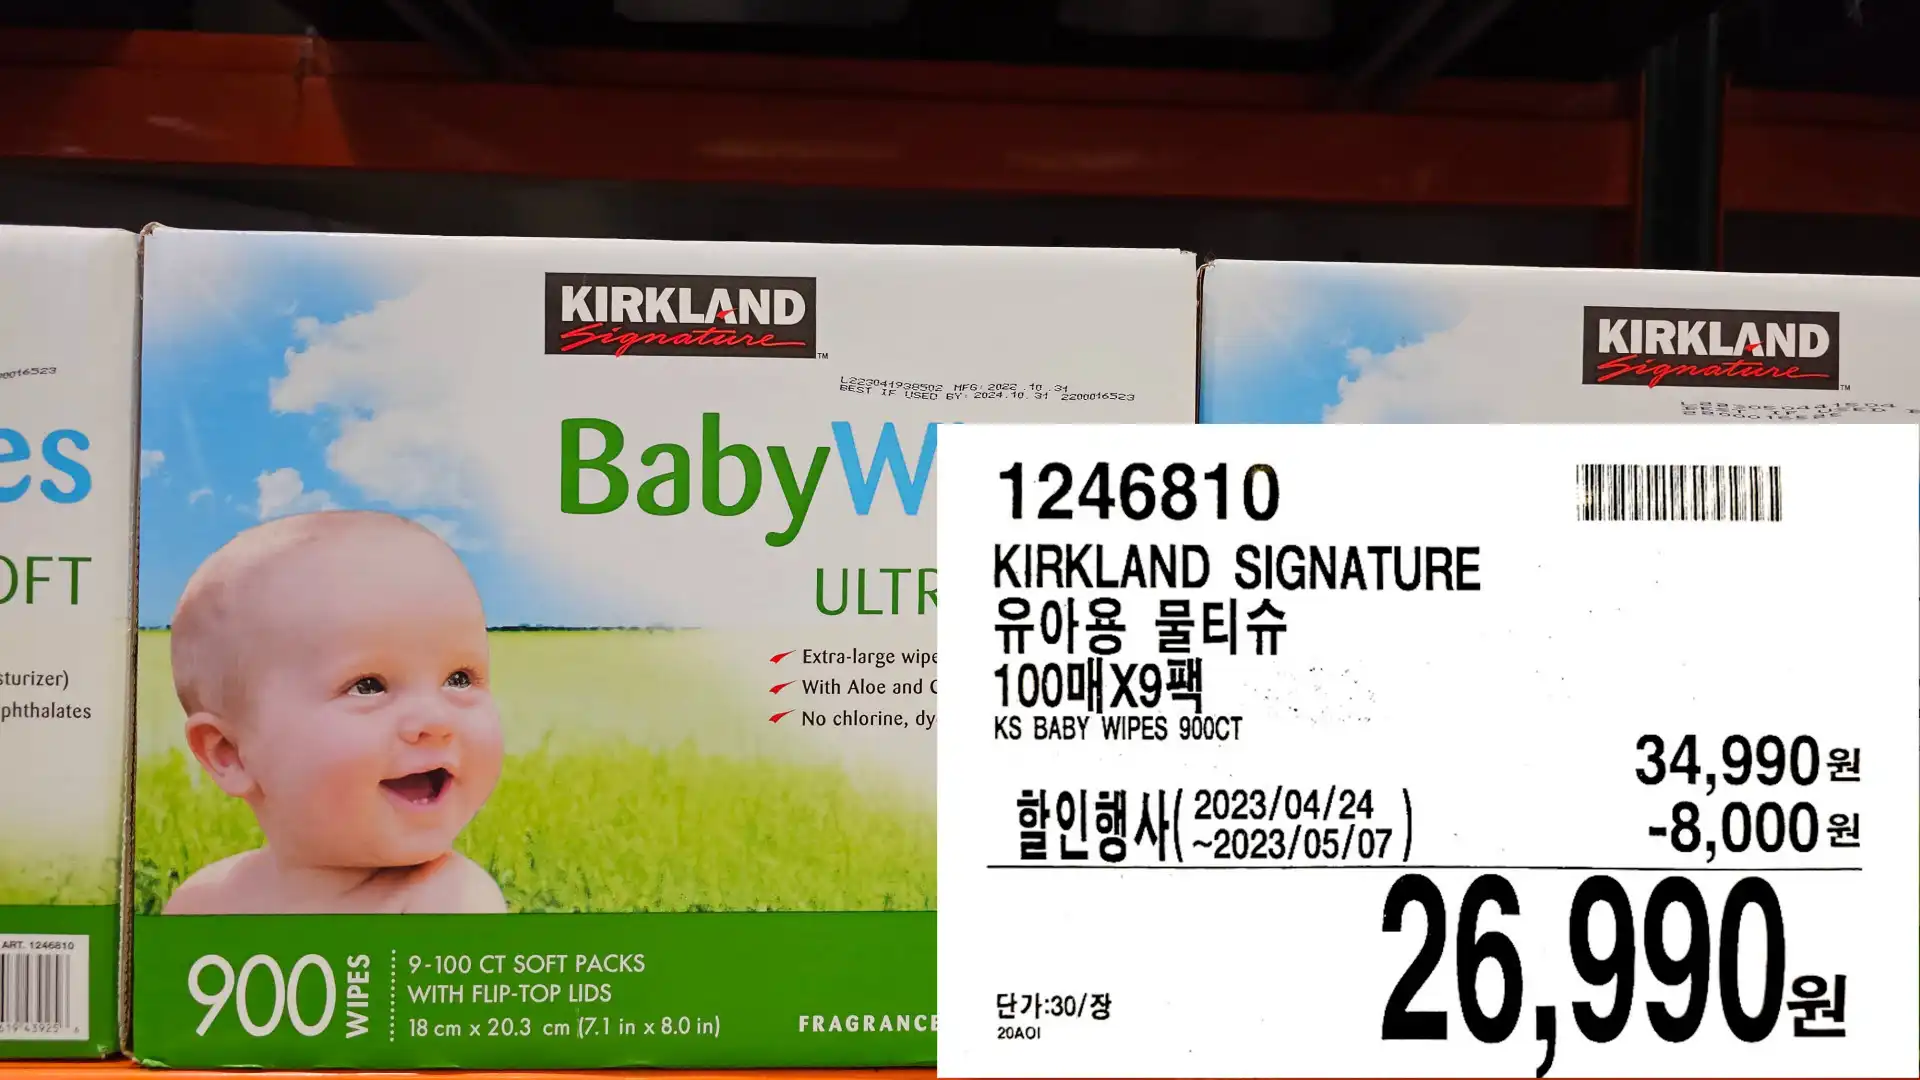 KIRKLAND
Signature
TM
L223041938502 MFG: 2022.10.31
BEST IF USED BY: 2024.10.31 2200016523
BabyW
ULTR
Extra-large wipe
With Aloe and C
No chlorine, dy
900 WIPES
9-100 CT SOFT PACKS
WITH FLIP-TOP LIDS
18 cm x 20.3 cm (7.1 in x 8.0 in)
FRAGRANCE
es
OFT
sturizer)
phthalates
ART. 1246810
KIRKLAND
Signature
TM
1246810
KIRKLAND SIGNATURE
유아용 물티슈
100매X9팩
KS BABY WIPES 900CT
34,990원
할인행사( 2023/04/24
~2023/05/07 )
-8,000원
26,990원
단가:30/장
20AOI